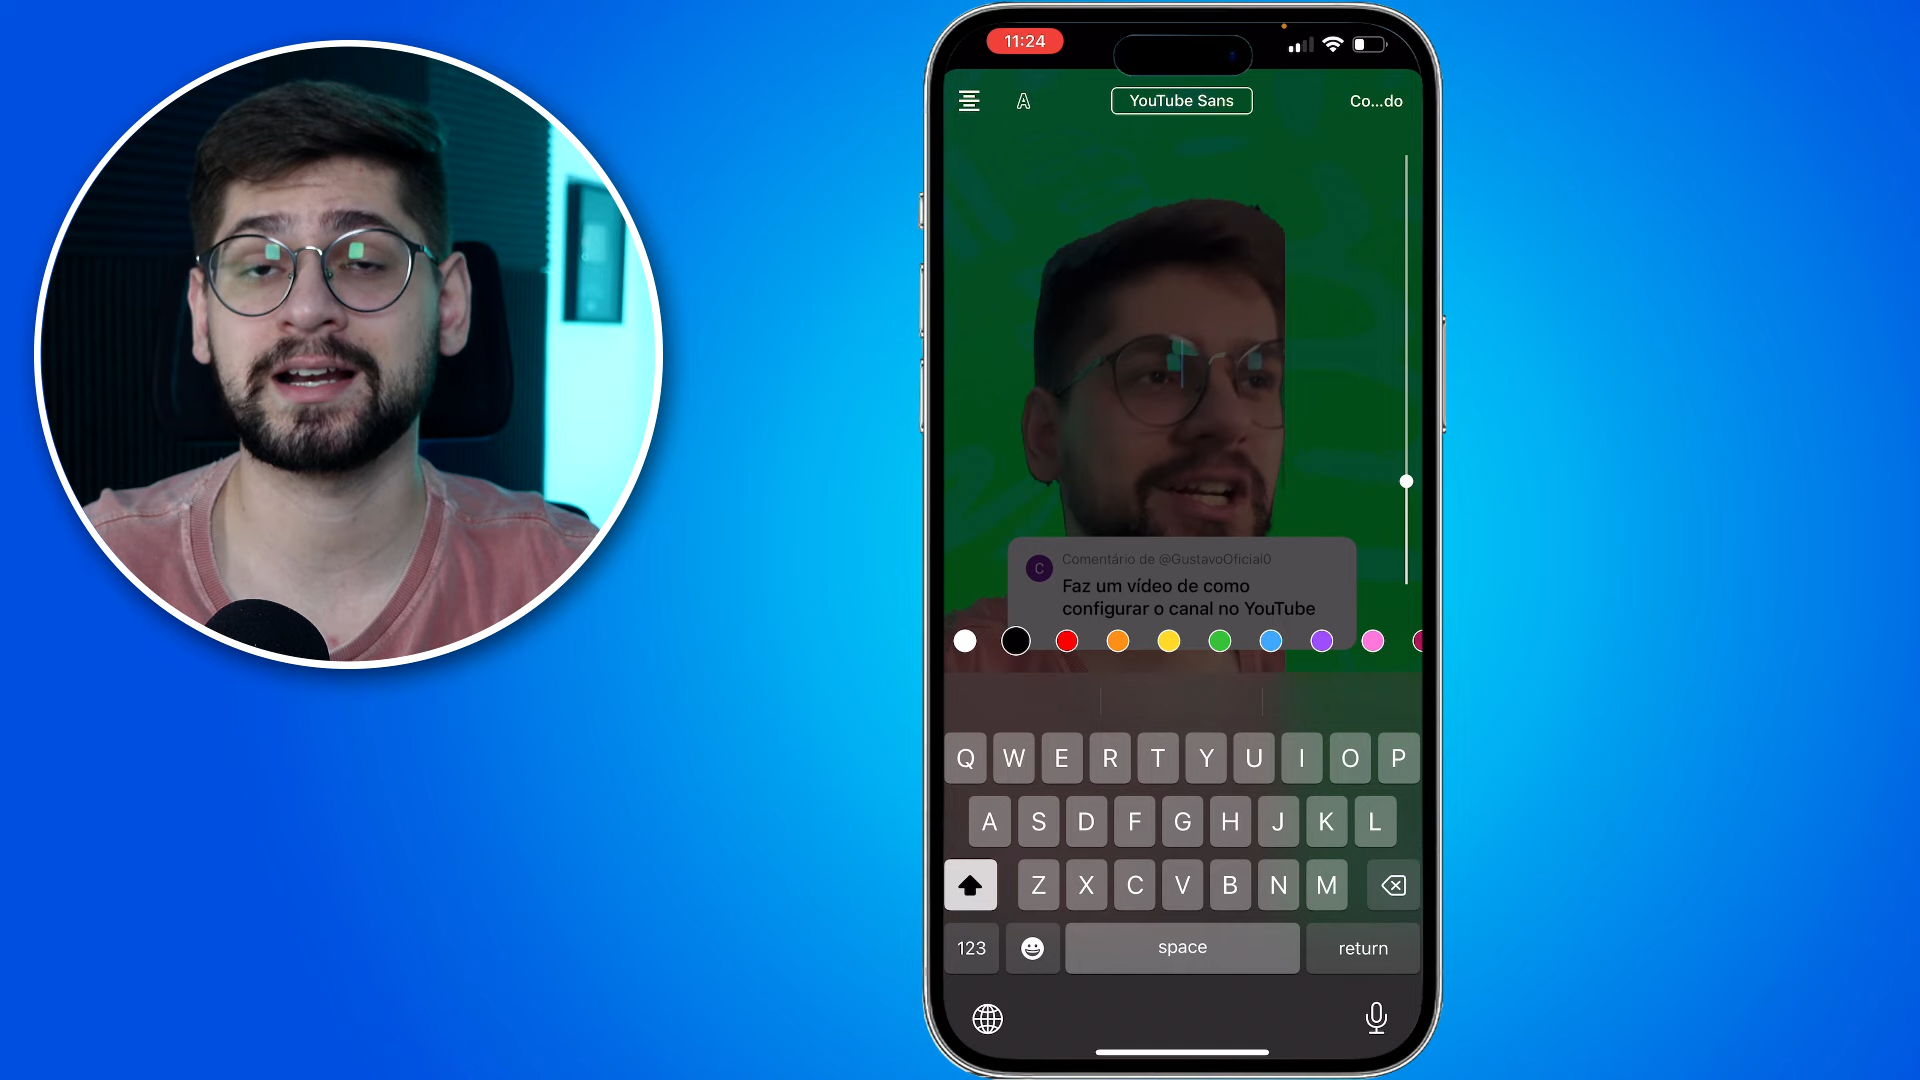 11:24
A
YouTube Sans
Co...do
C
Comentário de @GustavoOficial0
Faz um vídeo de como
configurar o canal no YouTube
Q W E R T Y U I O P
A S D F G H J K L
Z X C V B N M
123
space
return